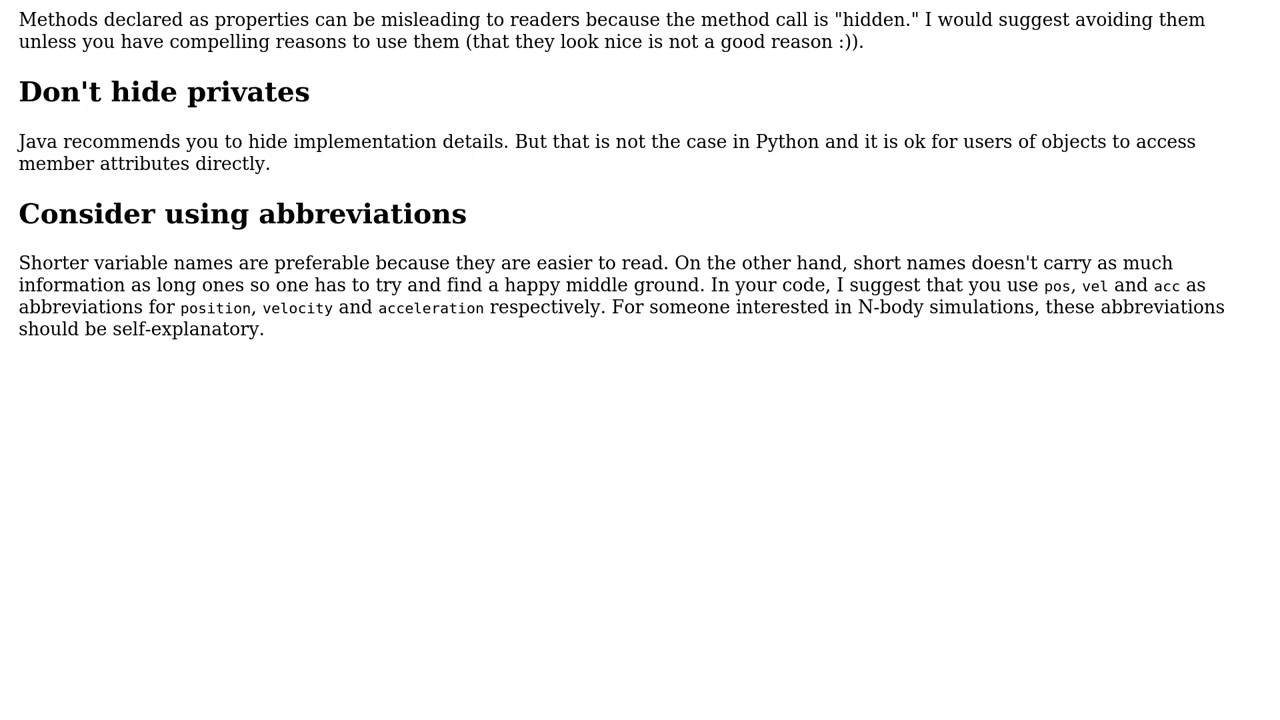 Methods declared as properties can be misleading to readers because the method call is "hidden." I would suggest avoiding them
unless you have compelling reasons to use them (that they look nice is not a good reason :)).
Don't hide privates
Java recommends you to hide implementation details. But that is not the case in Python and it is ok for users of objects to access
member attributes directly.
Consider using abbreviations
Shorter variable names are preferable because they are easier to read. On the other hand, short names doesn't carry as much
information as long ones so one has to try and find a happy middle ground. In your code, I suggest that you use pos, vel and acc as
abbreviations for position, velocity and acceleration respectively. For someone interested in N-body simulations, these abbreviations
should be self-explanatory.